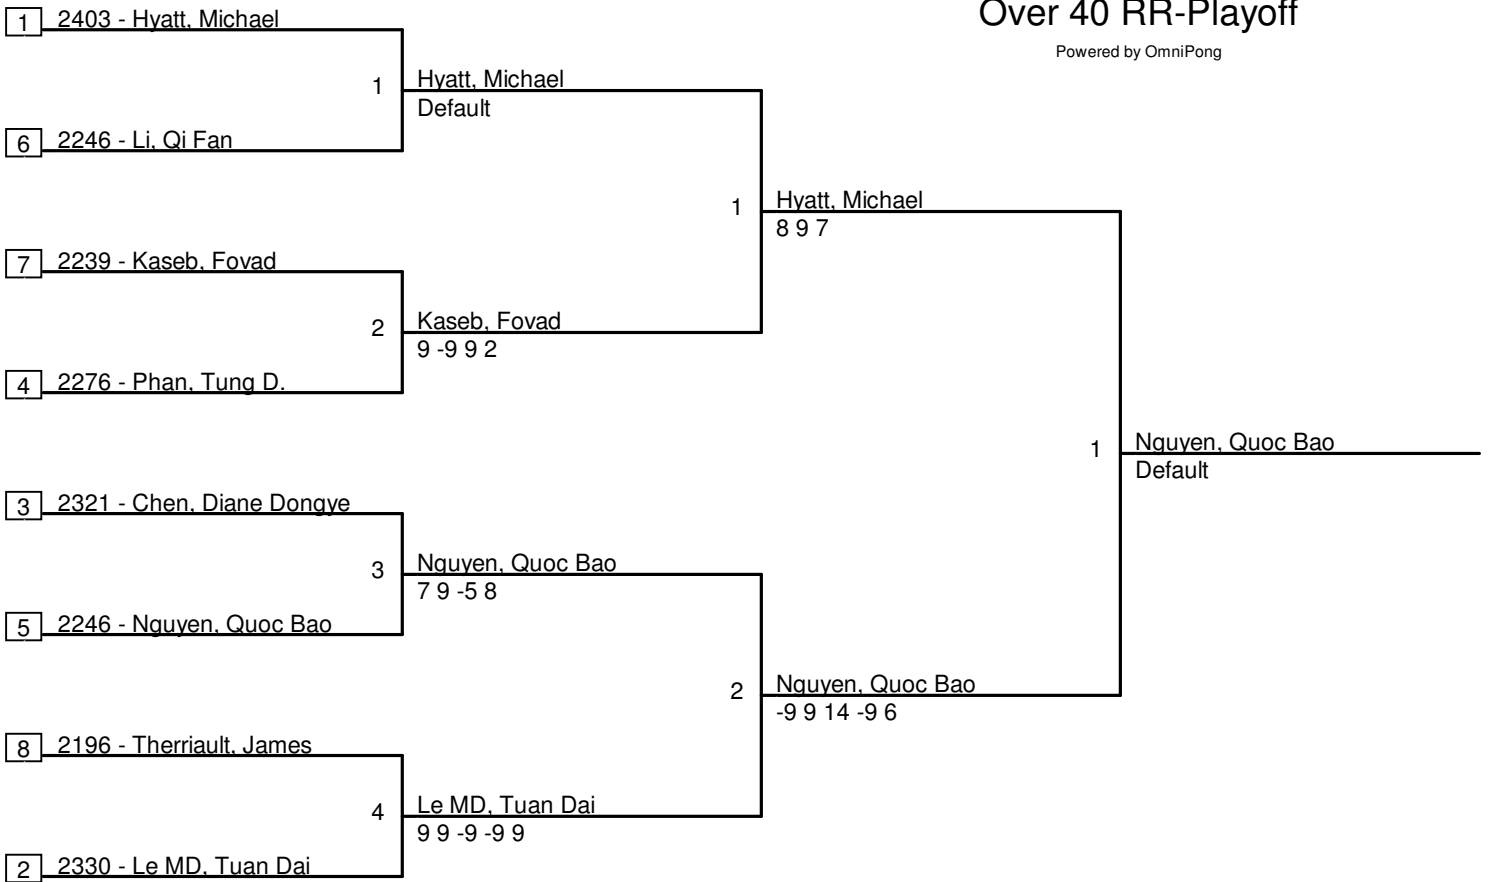 Over 40 RR-Playoff
Powered by OmniPong
1 2403 - Hyatt, Michael
1 Hyatt, Michael
Default
6 2246 - Li, Qi Fan
1 Hyatt, Michael
8 9 7
7 2239 - Kaseb, Fovad
2 Kaseb, Fovad
9 -9 9 2
4 2276 - Phan, Tung D.
1 Nguyen, Quoc Bao
Default
3 2321 - Chen, Diane Dongye
3 Nguyen, Quoc Bao
7 9 -5 8
5 2246 - Nguyen, Quoc Bao
2 Nguyen, Quoc Bao
-9 9 14 -9 6
8 2196 - Therriault, James
4 Le MD, Tuan Dai
9 9 -9 -9 9
2 2330 - Le MD, Tuan Dai